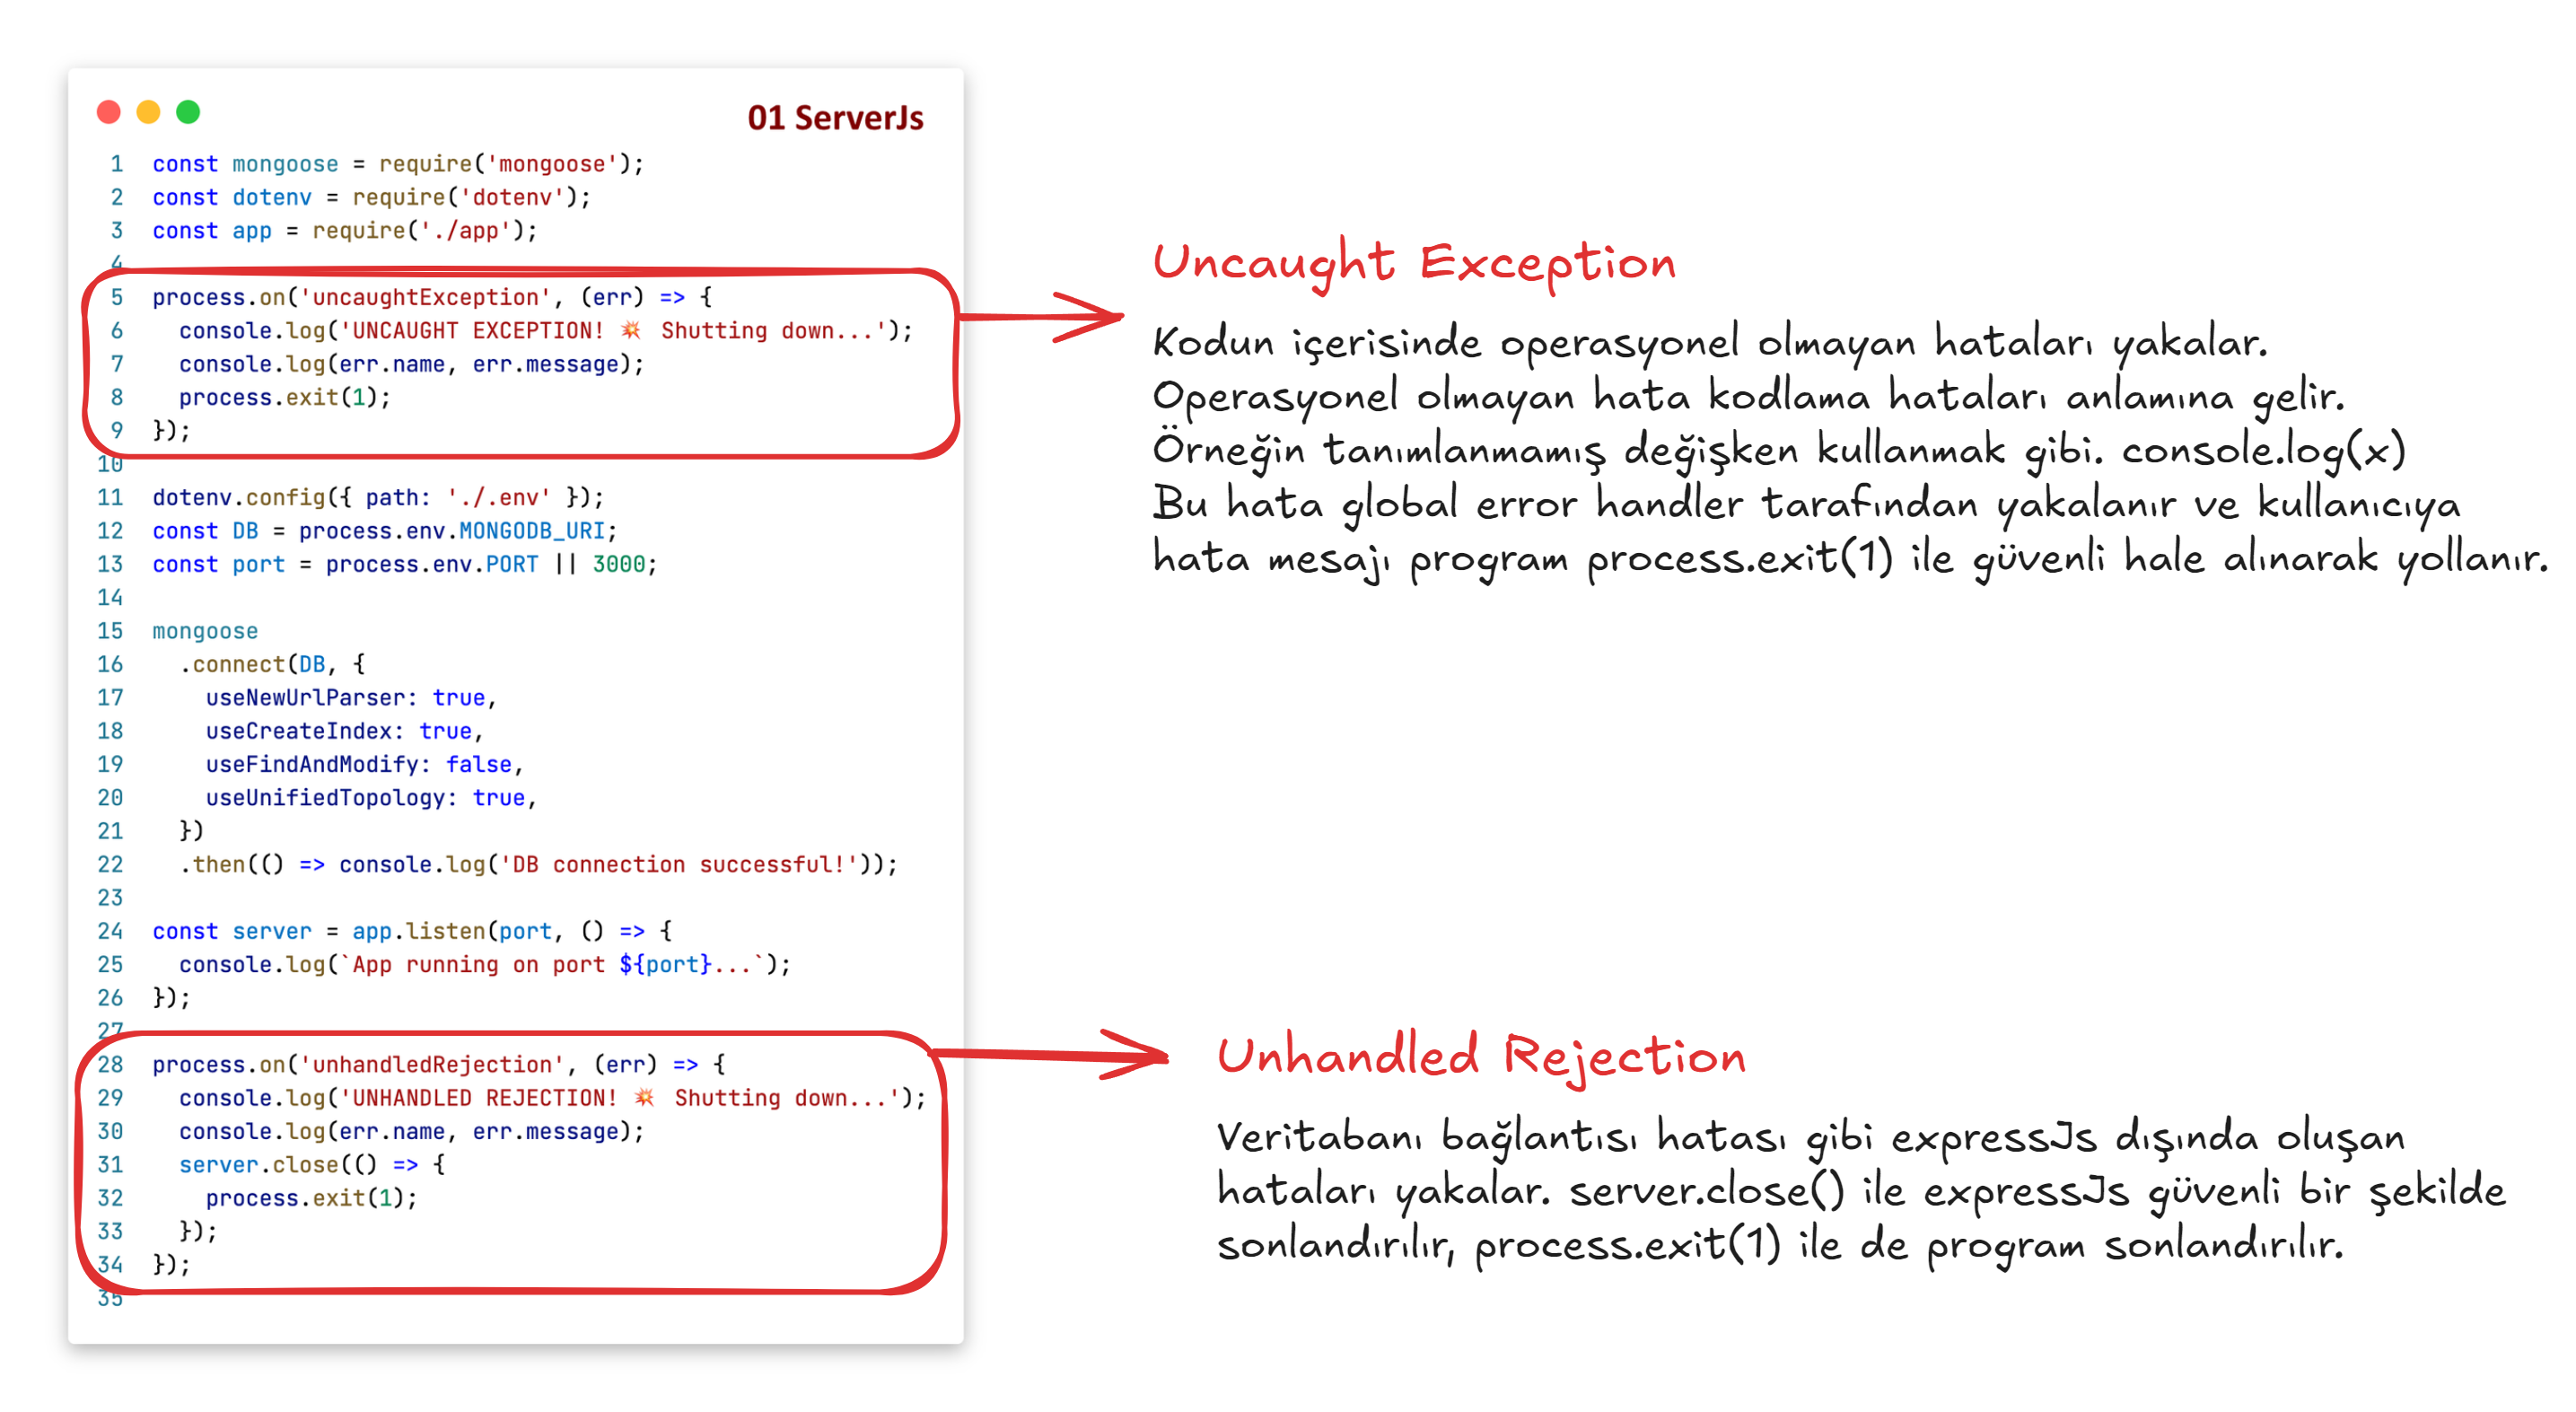 01 ServerJs
1 const mongoose = require('mongoose');
2 const dotenv = require('dotenv');
3 const app = require('./app');
4
5 process.on('uncaughtException', (err) => {
6   console.log('UNCAUGHT EXCEPTION! 💥 Shutting down...');
7   console.log(err.name, err.message);
8   process.exit(1);
9 });
10
11 dotenv.config({ path: './.env' });
12 const DB = process.env.MONGODB_URI;
13 const port = process.env.PORT || 3000;
14
15 mongoose
16   .connect(DB, {
17     useNewUrlParser: true,
18     useCreateIndex: true,
19     useFindAndModify: false,
20     useUnifiedTopology: true,
21   })
22   .then(() => console.log('DB connection successful!'));
23
24 const server = app.listen(port, () => {
25   console.log(`App running on port ${port}...`);
26 });
27
28 process.on('unhandledRejection', (err) => {
29   console.log('UNHANDLED REJECTION! 💥 Shutting down...');
30   console.log(err.name, err.message);
31   server.close(() => {
32     process.exit(1);
33   });
34 });
35
Uncaught Exception
Kodun içerisinde operasyonel olmayan hataları yakalar.
Operasyonel olmayan hata kodlama hataları anlamına gelir.
Örneğin tanımlanmamış değişken kullanmak gibi. console.log(x)
Bu hata global error handler tarafından yakalanır ve kullanıcıya
hata mesajı program process.exit(1) ile güvenli hale alınarak yollanır.
Unhandled Rejection
Veritabanı bağlantısı hatası gibi expressJs dışında oluşan
hataları yakalar. server.close() ile expressJs güvenli bir şekilde
sonlandırılır, process.exit(1) ile de program sonlandırılır.